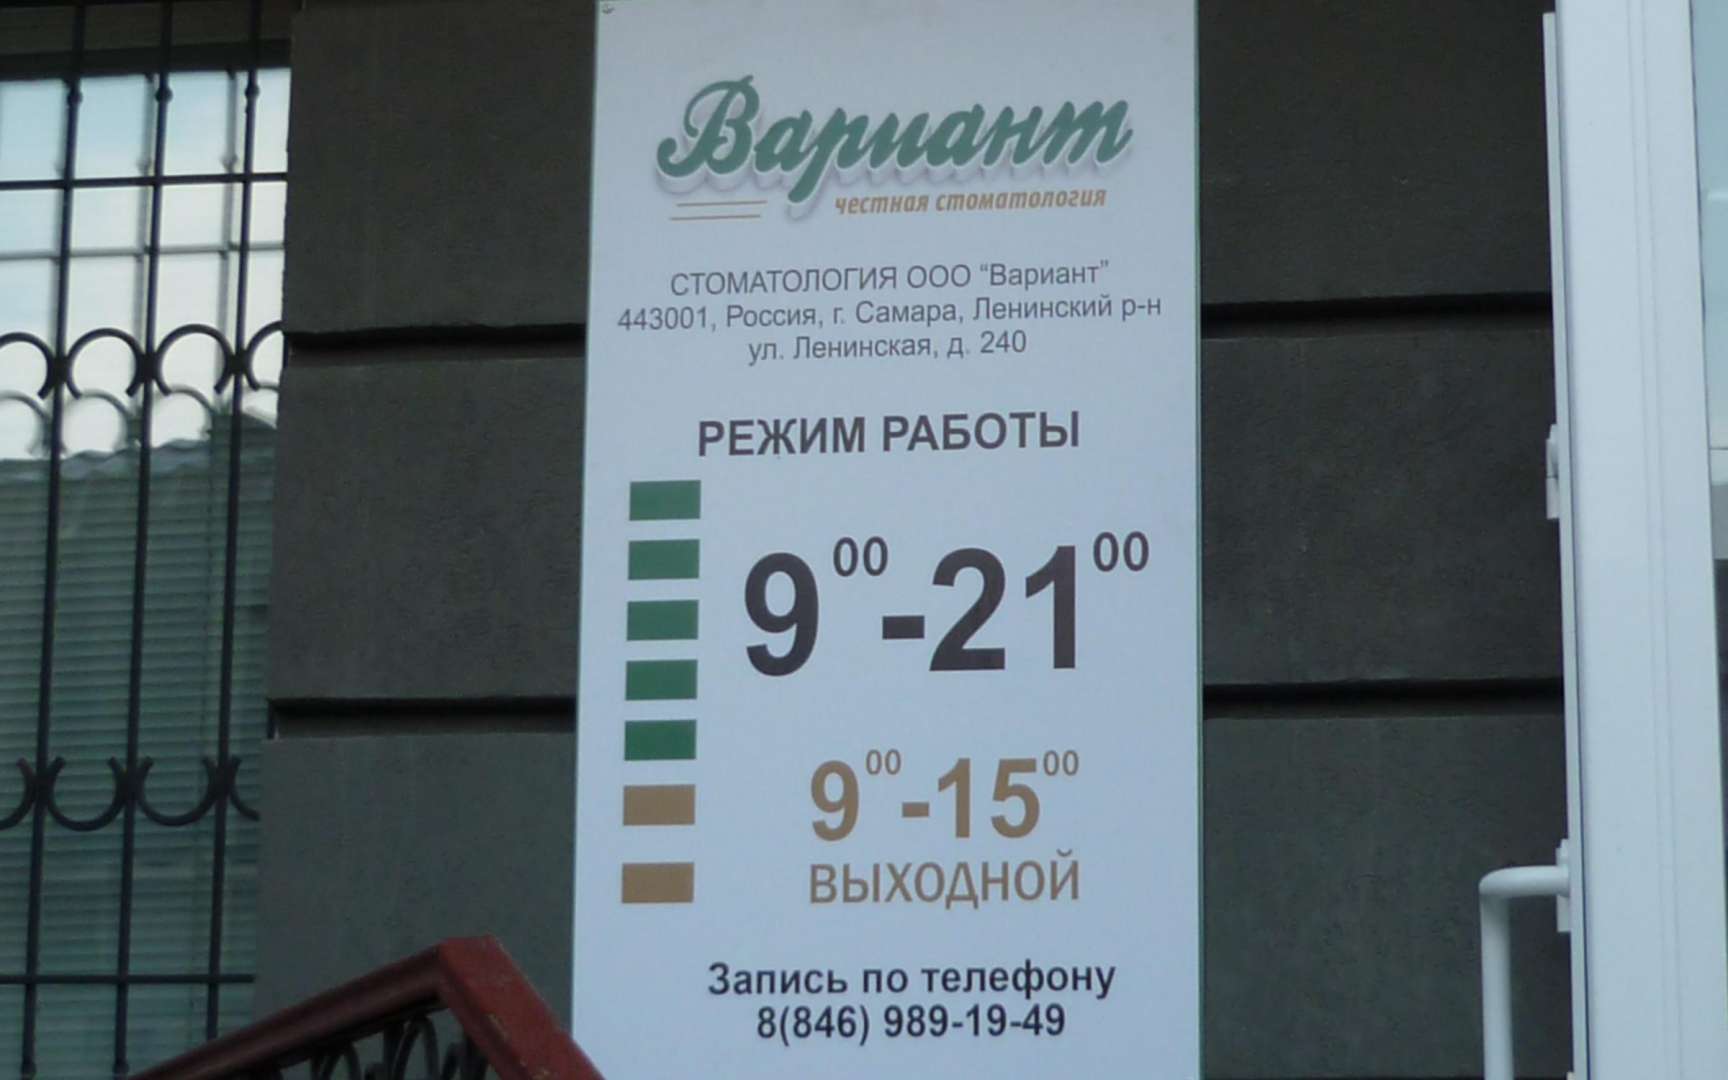 Вариант
честная стоматология
СТОМАТОЛОГИЯ ООО “Вариант”
443001, Россия, г. Самара, Ленинский р-н
ул. Ленинская, д. 240
РЕЖИМ РАБОТЫ
9⁰⁰-21⁰⁰
9⁰⁰-15⁰⁰
ВЫХОДНОЙ
Запись по телефону
8(846) 989-19-49